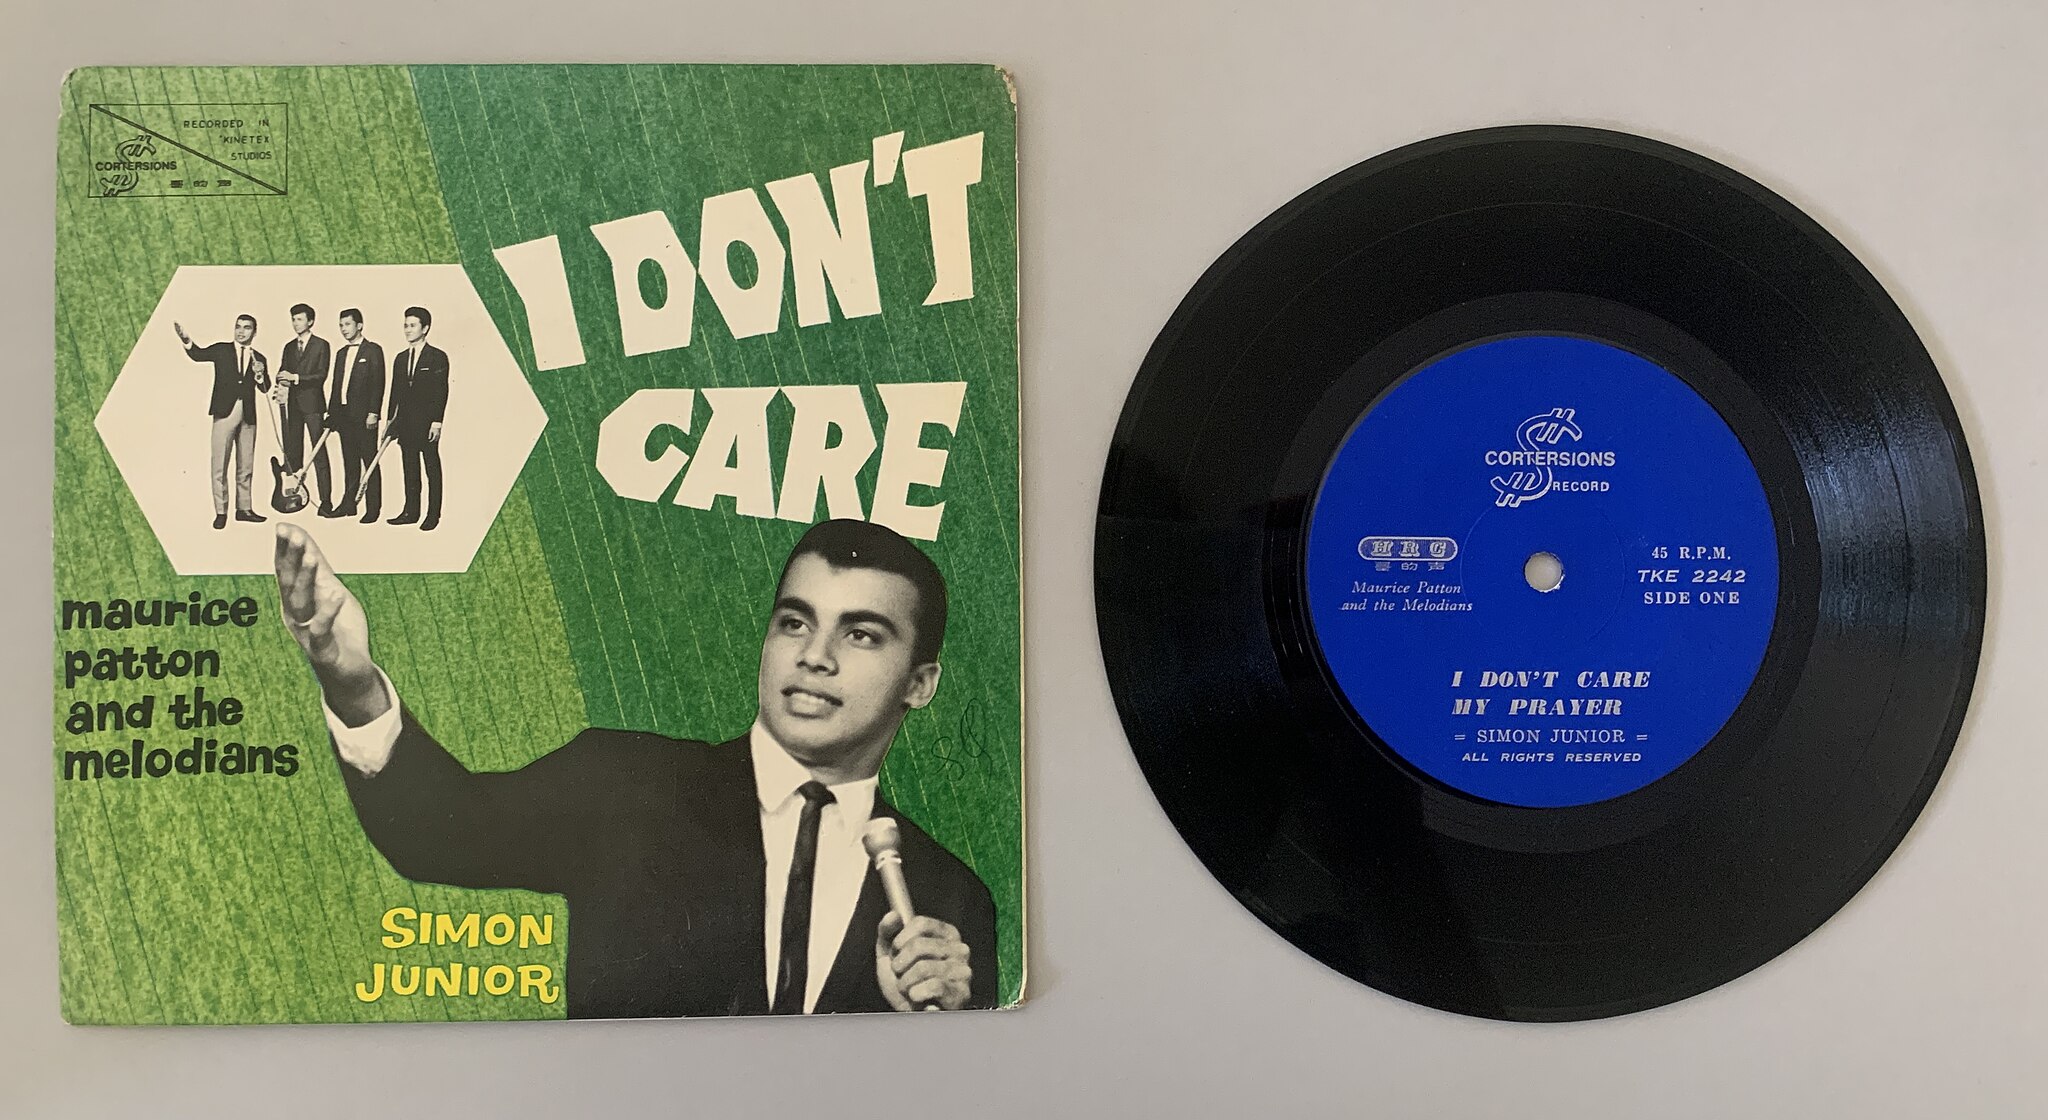 RECORDED IN
KINETEX
STUDIOS
CORTERSIONS
I DON'T
CARE
maurice
patton
and the
melodians
SIMON
JUNIOR
CORTERSIONS
RECORD
HRC
Maurice Patton
and the Melodians
45 R.P.M.
TKE 2242
SIDE ONE
I DON'T CARE
MY PRAYER
= SIMON JUNIOR =
ALL RIGHTS RESERVED